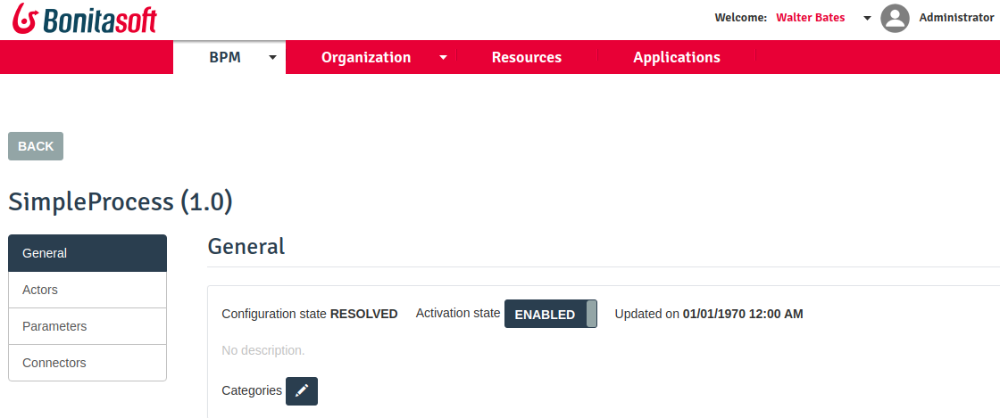 Bonitasoft
Welcome: Walter Bates Administrator
BPM Organization Resources Applications
BACK
SimpleProcess (1.0)
General
Actors
Parameters
Connectors
General
Configuration state RESOLVED Activation state ENABLED Updated on 01/01/1970 12:00 AM
No description.
Categories